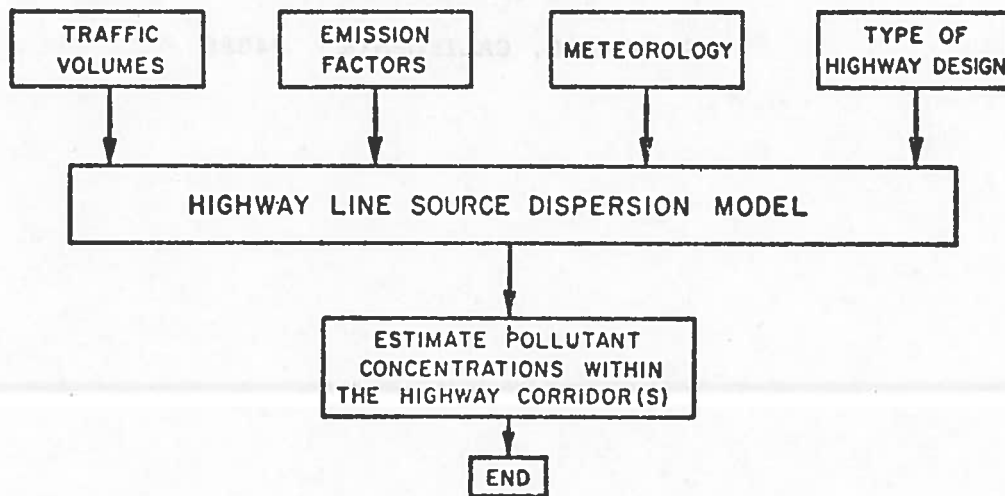 TRAFFIC
VOLUMES
EMISSION
FACTORS
METEOROLOGY
TYPE OF
HIGHWAY DESIGN
HIGHWAY LINE SOURCE DISPERSION MODEL
ESTIMATE POLLUTANT
CONCENTRATIONS WITHIN
THE HIGHWAY CORRIDOR(S)
END